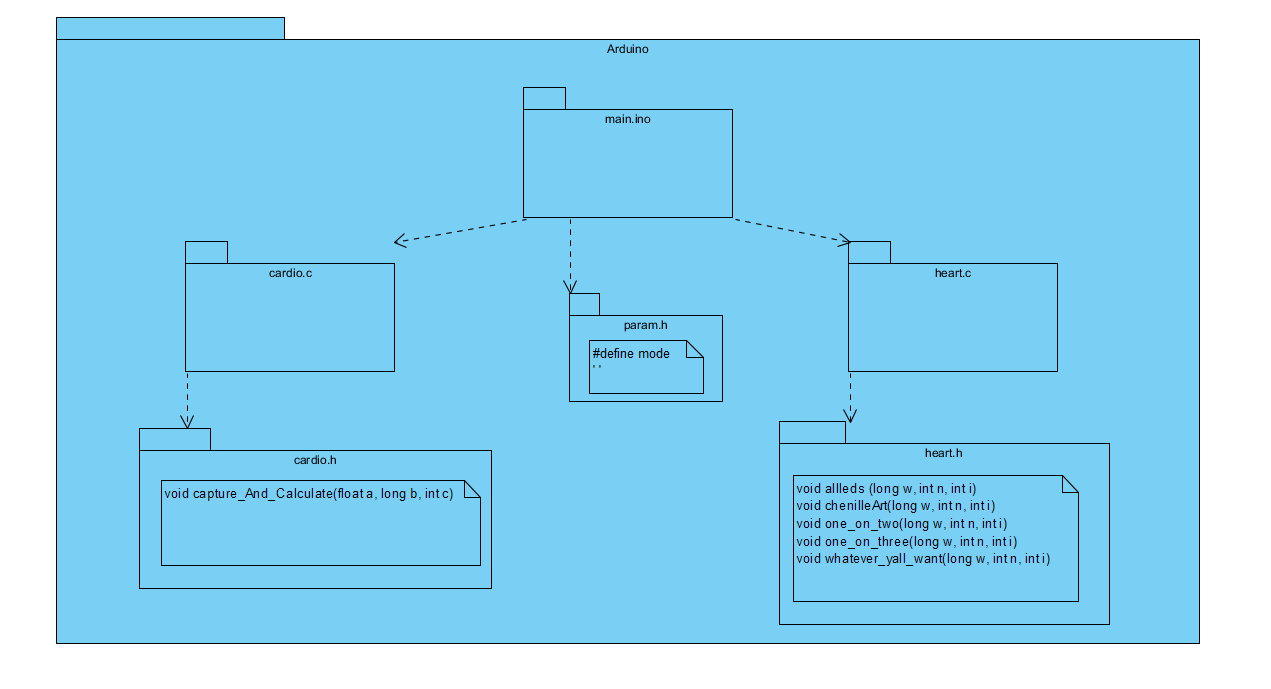 Arduino
main.ino
cardio.c
heart.c
param.h
#define mode
' '
cardio.h
void capture_And_Calculate(float a, long b, int c)
heart.h
void allleds (long w, int n, int i)
void chenilleArt(long w, int n, int i)
void one_on_two(long w, int n, int i)
void one_on_three(long w, int n, int i)
void whatever_yall_want(long w, int n, int i)